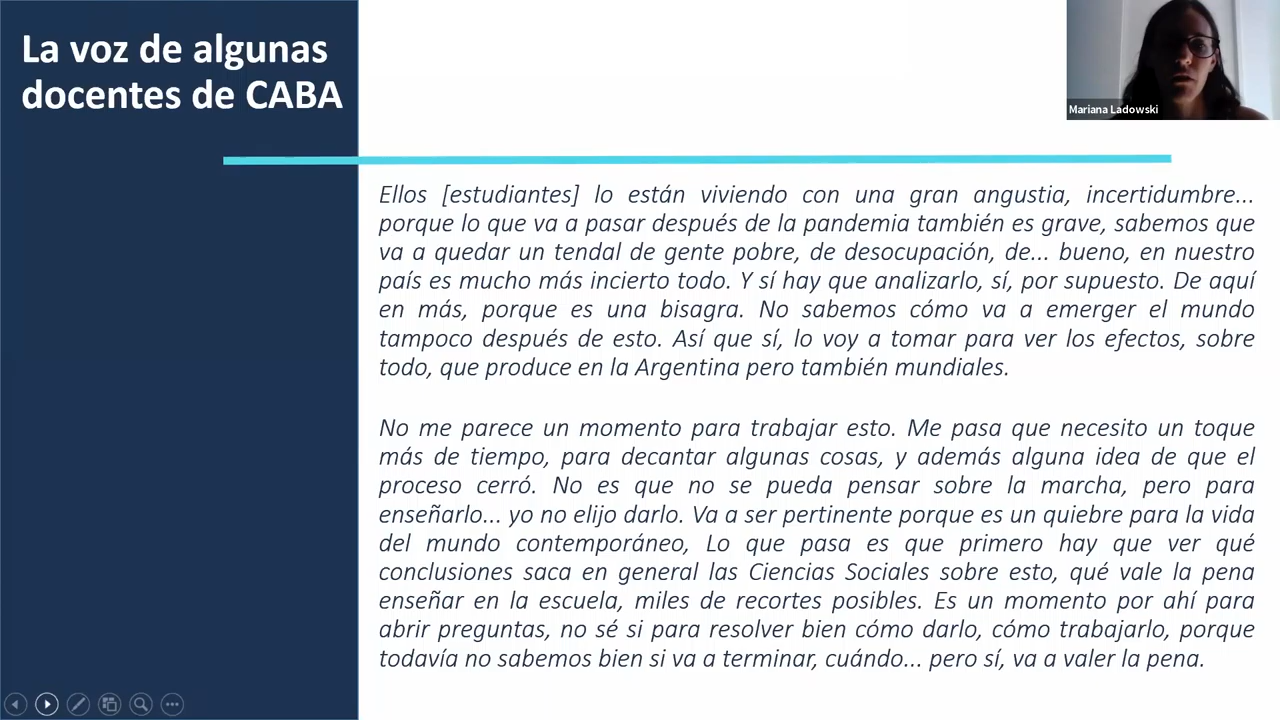 La voz de algunas
docentes de CABA
Mariana Ladowski
Ellos [estudiantes] lo están viviendo con una gran angustia, incertidumbre...
porque lo que va a pasar después de la pandemia también es grave, sabemos que
va a quedar un tendal de gente pobre, de desocupación, de... bueno, en nuestro
país es mucho más incierto todo. Y sí hay que analizarlo, sí, por supuesto. De aquí
en más, porque es una bisagra. No sabemos cómo va a emerger el mundo
tampoco después de esto. Así que sí, lo voy a tomar para ver los efectos, sobre
todo, que produce en la Argentina pero también mundiales.
No me parece un momento para trabajar esto. Me pasa que necesito un toque
más de tiempo, para decantar algunas cosas, y además alguna idea de que el
proceso cerró. No es que no se pueda pensar sobre la marcha, pero para
enseñarlo... yo no elijo darlo. Va a ser pertinente porque es un quiebre para la vida
del mundo contemporáneo, Lo que pasa es que primero hay que ver qué
conclusiones saca en general las Ciencias Sociales sobre esto, qué vale la pena
enseñar en la escuela, miles de recortes posibles. Es un momento por ahí para
abrir preguntas, no sé si para resolver bien cómo darlo, cómo trabajarlo, porque
todavía no sabemos bien si va a terminar, cuándo... pero sí, va a valer la pena.